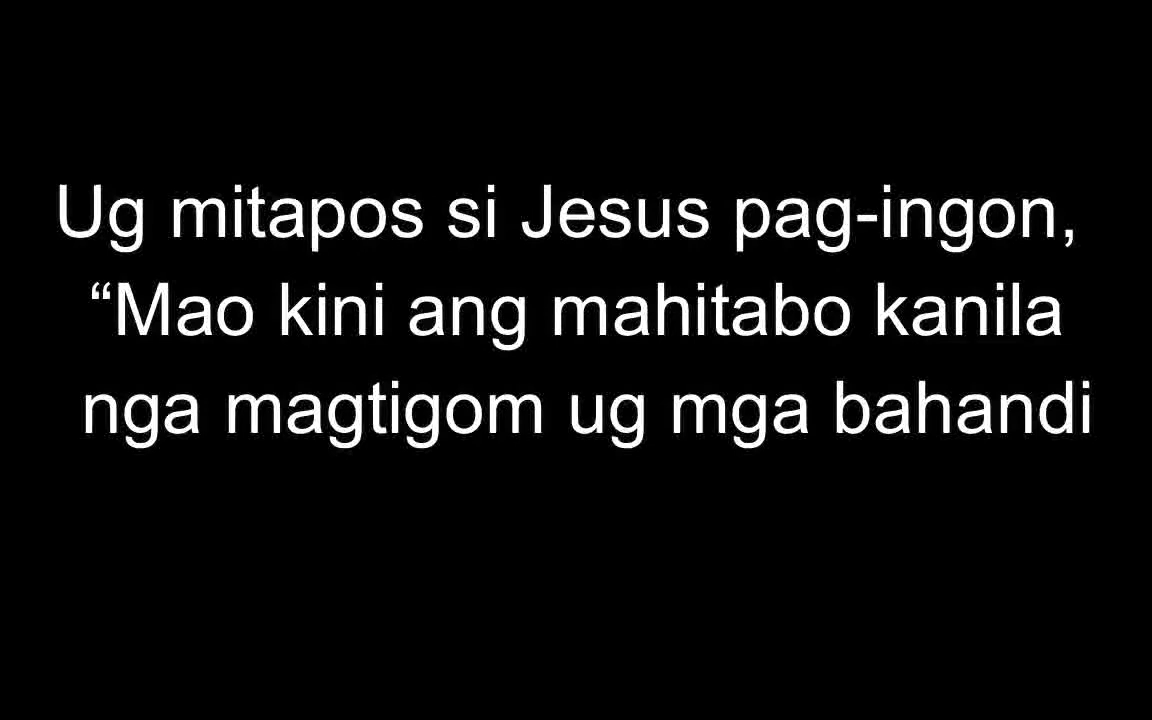 Ug mitapos si Jesus pag-ingon,
“Mao kini ang mahitabo kanila
nga magtigom ug mga bahandi